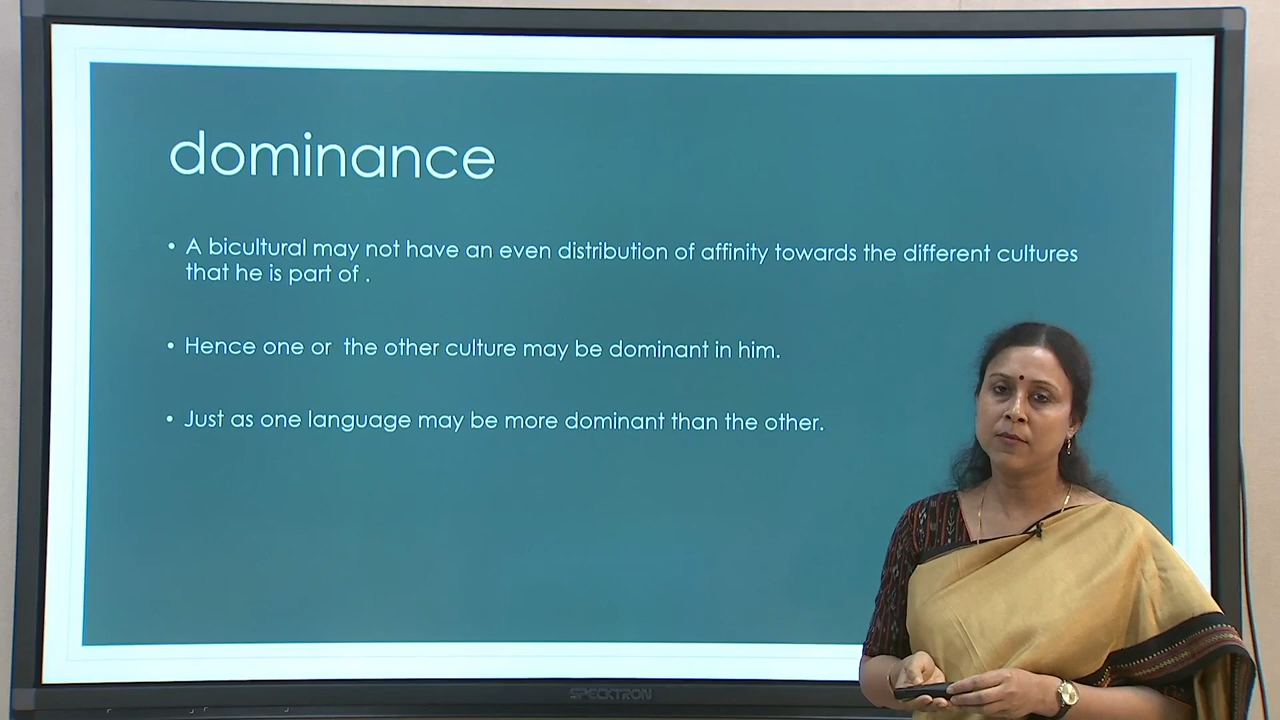 dominance
• A bicultural may not have an even distribution of affinity towards the different cultures
that he is part of .
• Hence one or the other culture may be dominant in him.
• Just as one language may be more dominant than the other.
SPECKTRON